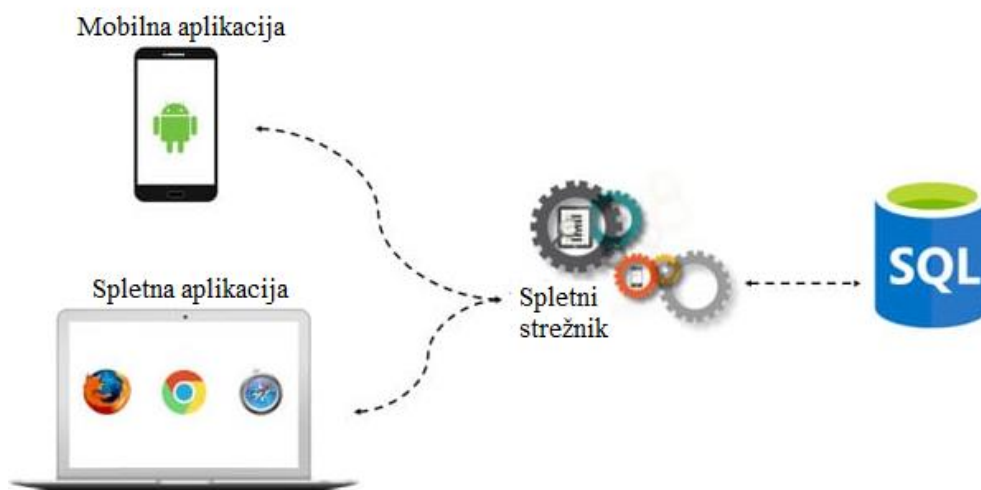 Mobilna aplikacija
Spletna aplikacija
Spletni
strežnik
SQL